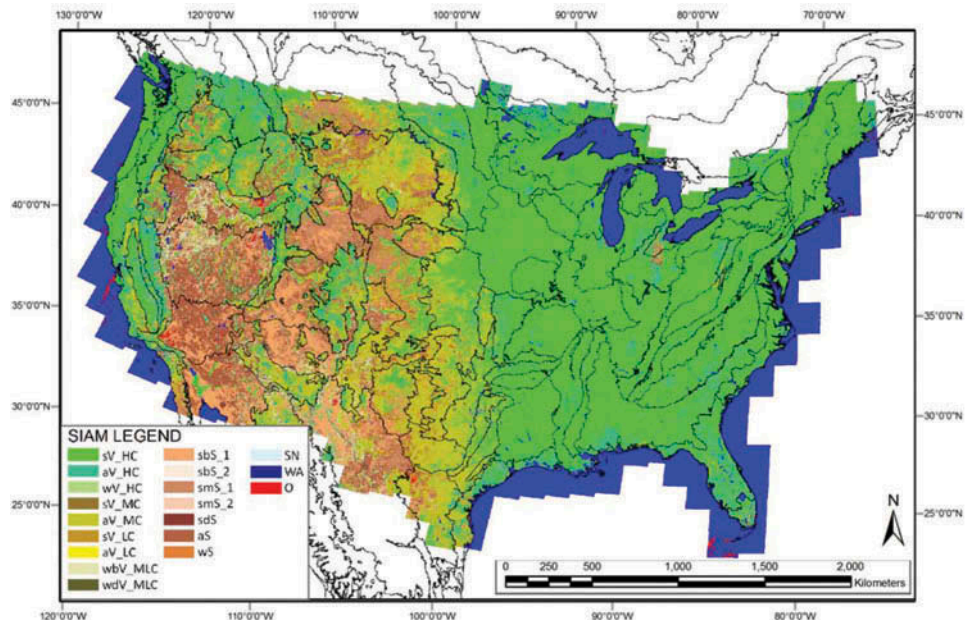 130°0'0"W 120°0'0"W 110°0'0"W 100°0'0"W 90°0'0"W 80°0'0"W 70°0'0"W
45°0'0"N 45°0'0"N
40°0'0"N 40°0'0"N
35°0'0"N 35°0'0"N
30°0'0"N 30°0'0"N
25°0'0"N 25°0'0"N
SIAM LEGEND
sV_HC sbS_1 SN
aV_HC sbS_2 WA
wV_HC smS_1 O
sV_MC smS_2
aV_MC sdS
sV_LC aS
aV_LC wS
wbV_MLC
wdV_MLC
N
0 250 500 1,000 1,500 2,000
Kilometers
120°0'0"W 110°0'0"W 100°0'0"W 90°0'0"W 80°0'0"W